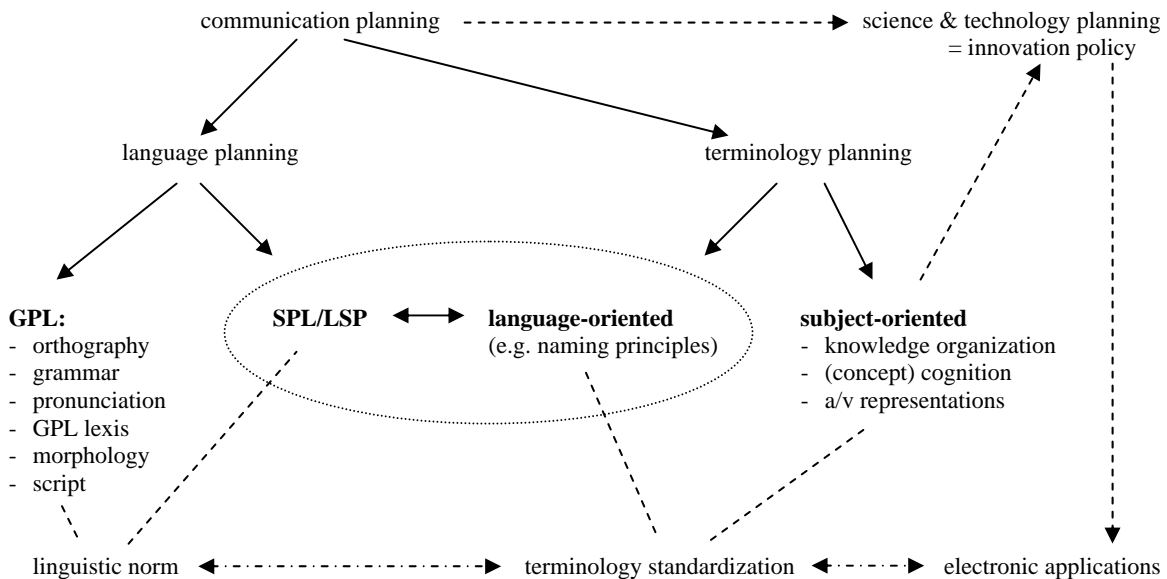 communication planning
science & technology planning
= innovation policy
language planning
terminology planning
GPL:
- orthography
- grammar
- pronunciation
- GPL lexis
- morphology
- script
SPL/LSP
language-oriented
(e.g. naming principles)
subject-oriented
- knowledge organization
- (concept) cognition
- a/v representations
linguistic norm
terminology standardization
electronic applications